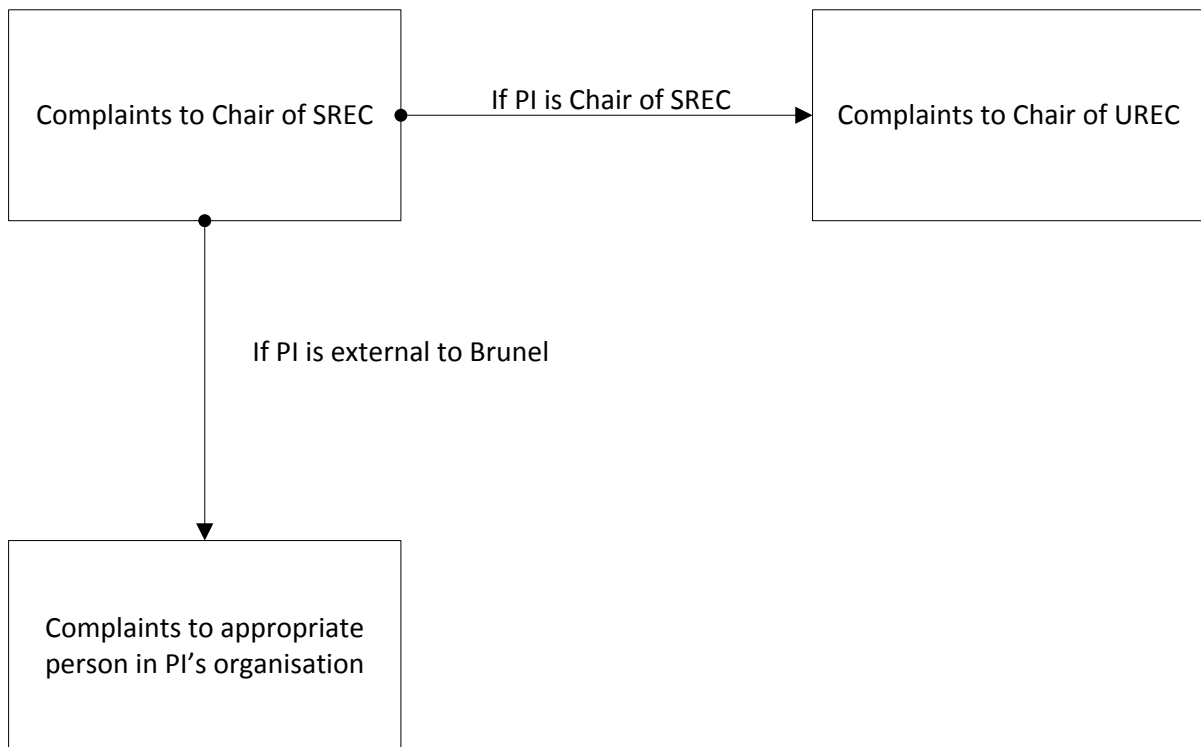 Complaints to Chair of SREC
If PI is Chair of SREC
Complaints to Chair of UREC
If PI is external to Brunel
Complaints to appropriate
person in PI’s organisation